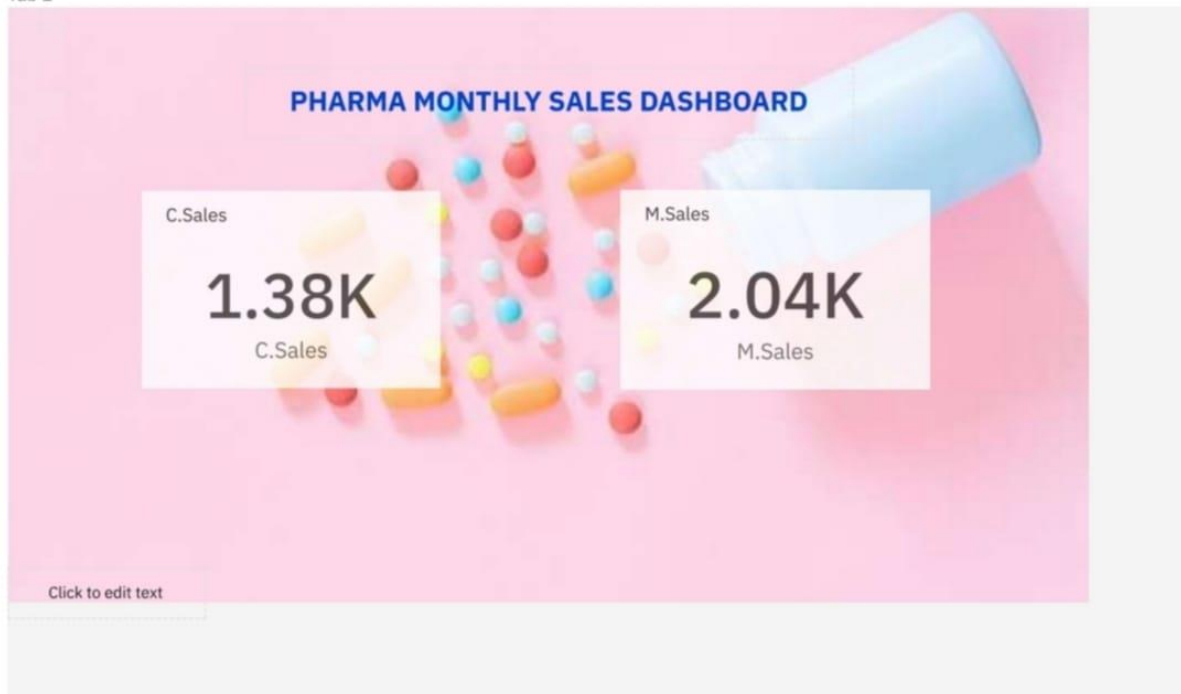 PHARMA MONTHLY SALES DASHBOARD
C.Sales
1.38K
C.Sales
M.Sales
2.04K
M.Sales
Click to edit text